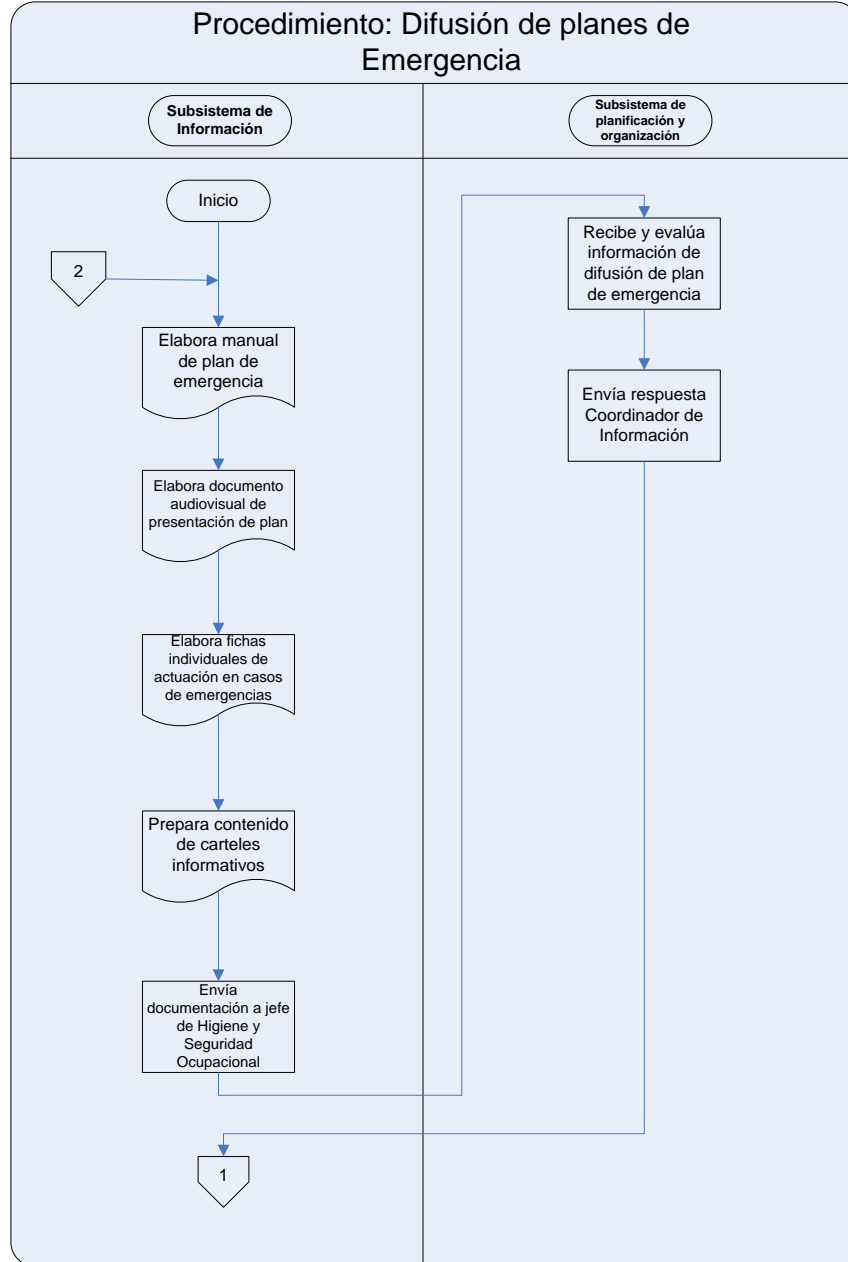 Procedimiento: Difusión de planes de
Emergencia
Subsistema de
Información
Subsistema de
planificación y
organización
Inicio
2
Elabora manual
de plan de
emergencia
Elabora documento
audiovisual de
presentación de plan
Elabora fichas
individuales de
actuación en casos
de emergencias
Prepara contenido
de carteles
informativos
Envía
documentación a jefe
de Higiene y
Seguridad
Ocupacional
Recibe y evalúa
información de
difusión de plan
de emergencia
Envía respuesta
Coordinador de
Información
1